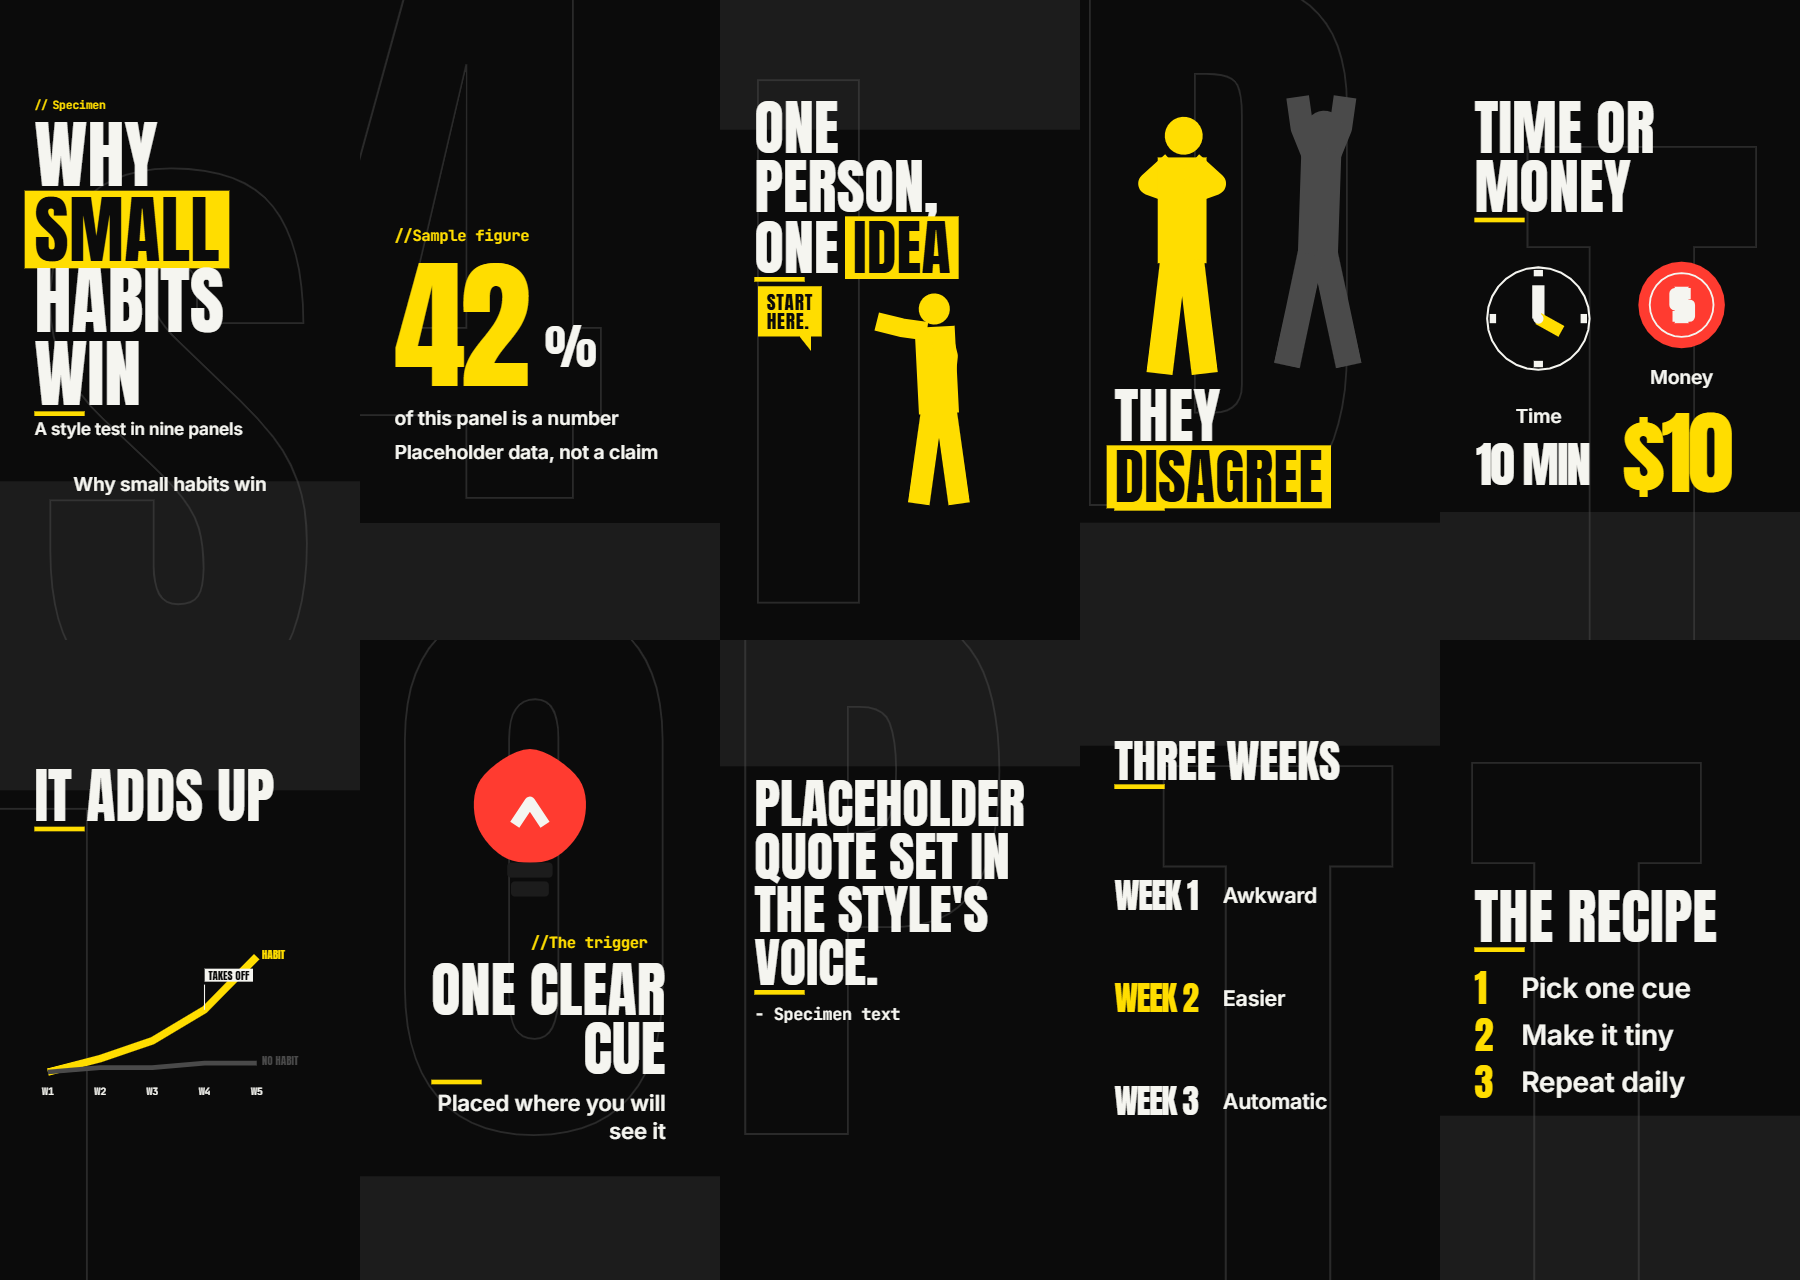 // Specimen
WHY
SMALL
HABITS
WIN
A style test in nine panels
Why small habits win
//Sample figure
42 %
of this panel is a number
Placeholder data, not a claim
ONE
PERSON,
ONE IDEA
START
HERE.
THEY
DISAGREE
TIME OR
MONEY
Time
10 MIN
Money
$10
IT ADDS UP
HABIT
TAKES OFF
NO HABIT
W1 W2 W3 W4 W5
//The trigger
ONE CLEAR
CUE
Placed where you will
see it
PLACEHOLDER
QUOTE SET IN
THE STYLE'S
VOICE.
- Specimen text
THREE WEEKS
WEEK 1 Awkward
WEEK 2 Easier
WEEK 3 Automatic
THE RECIPE
1 Pick one cue
2 Make it tiny
3 Repeat daily